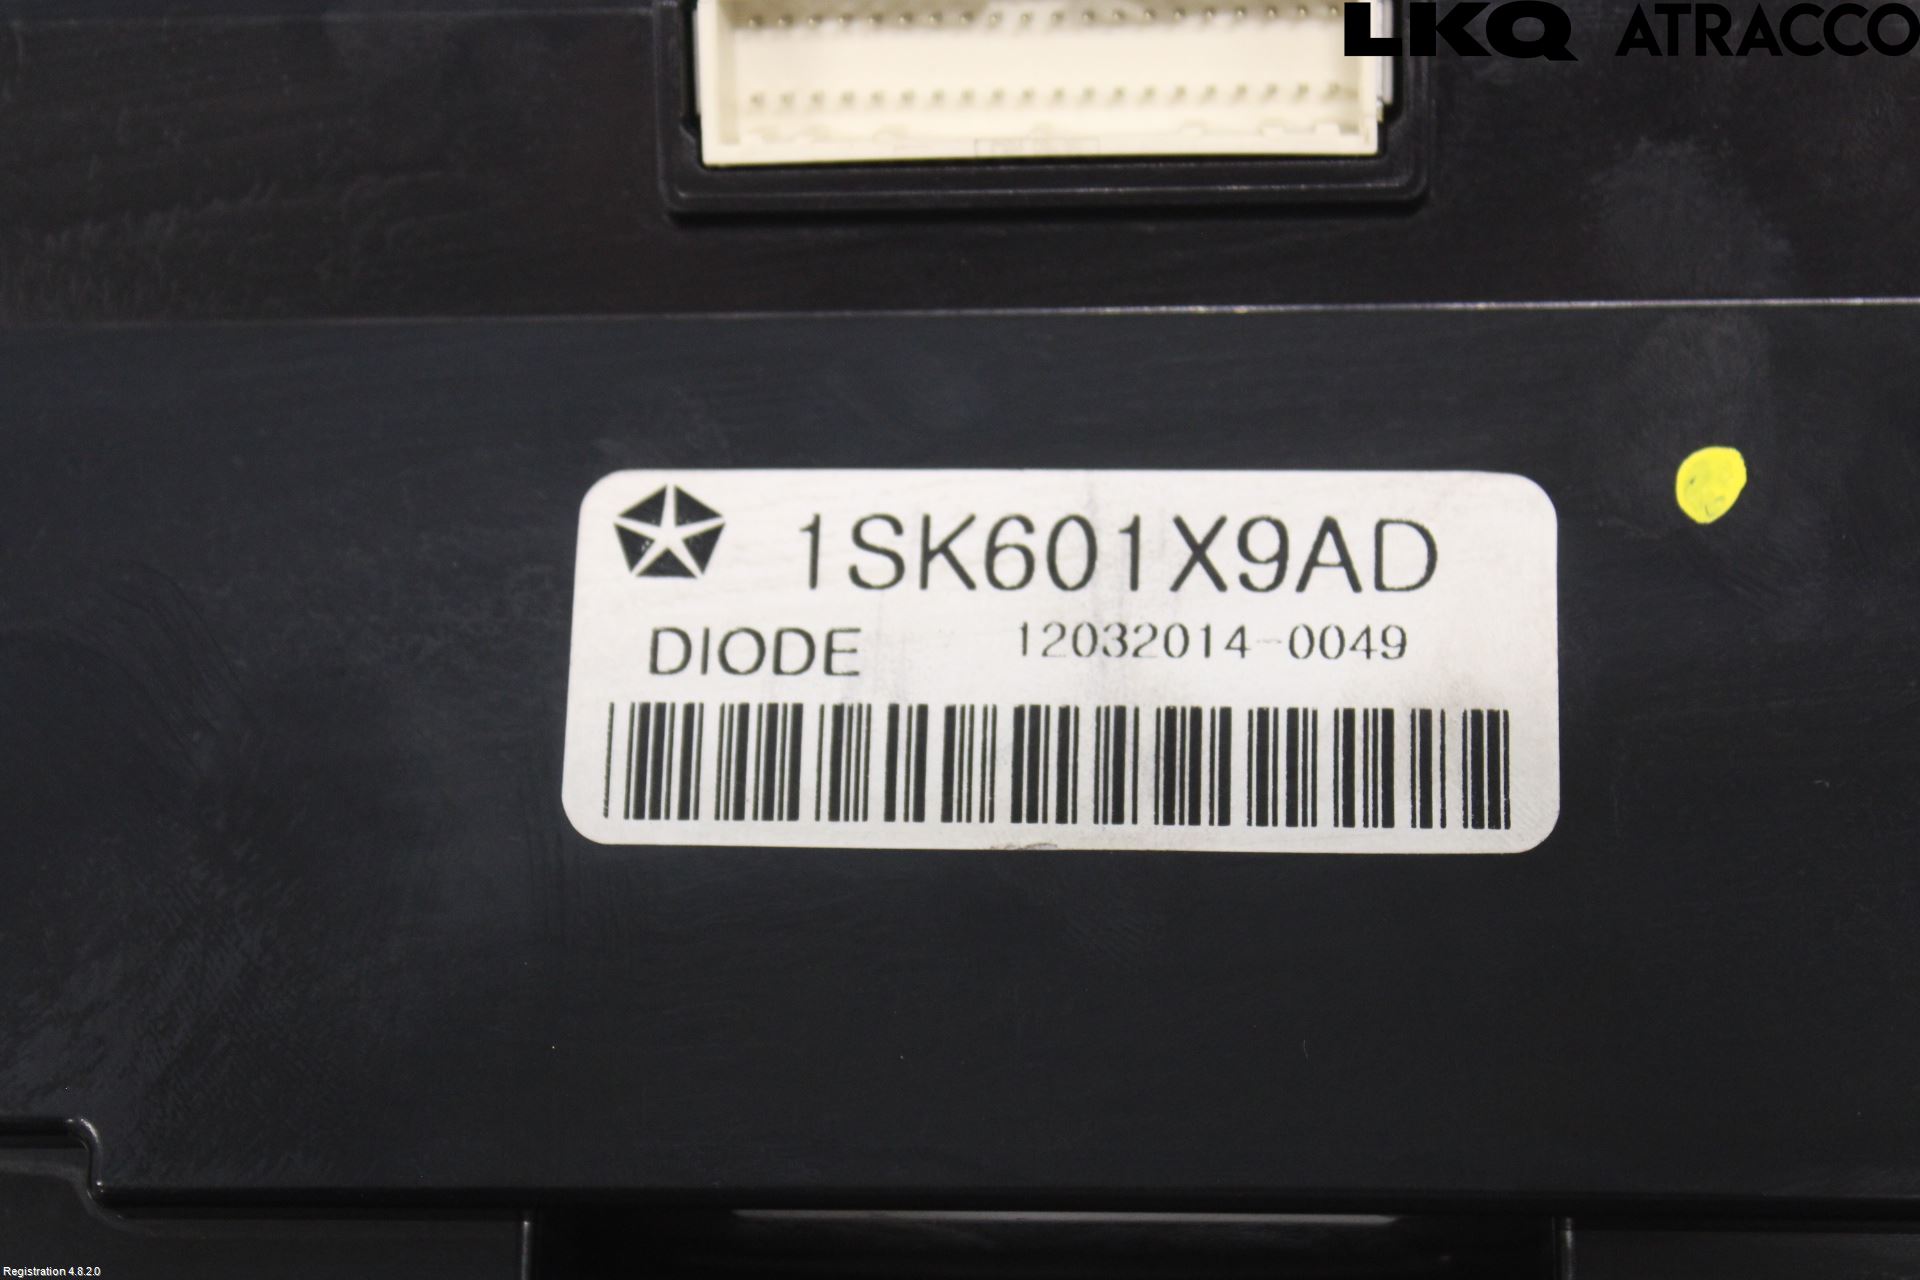 LKQ ATRACCO
1SK601X9AD
DIODE 12032014-0049
Registration 4.8.2.0